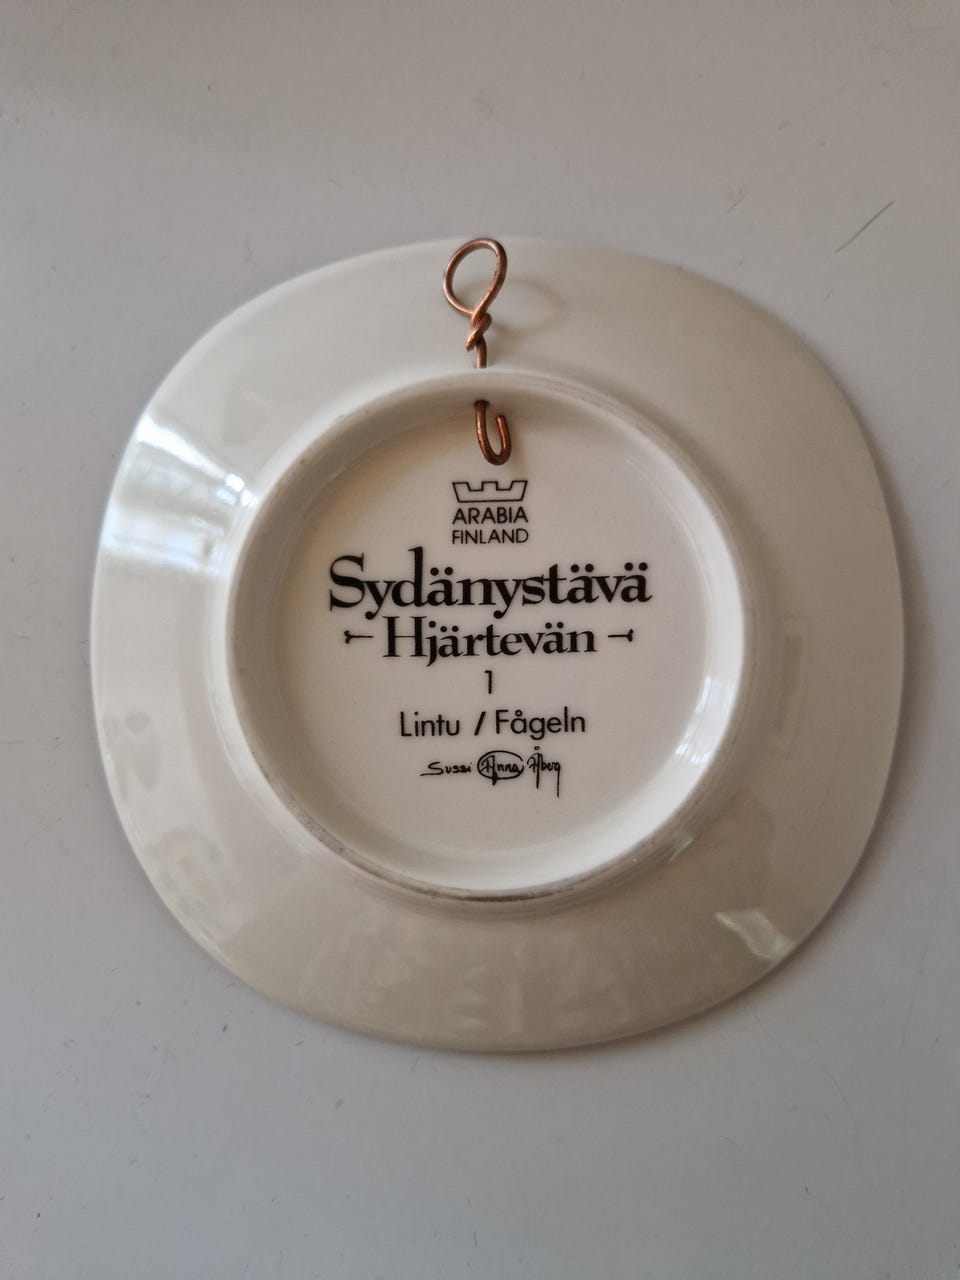 ARABIA
FINLAND
Sydänystävä
Hjärtevän
1
Lintu / Fågeln
Sussi Anna Åberg